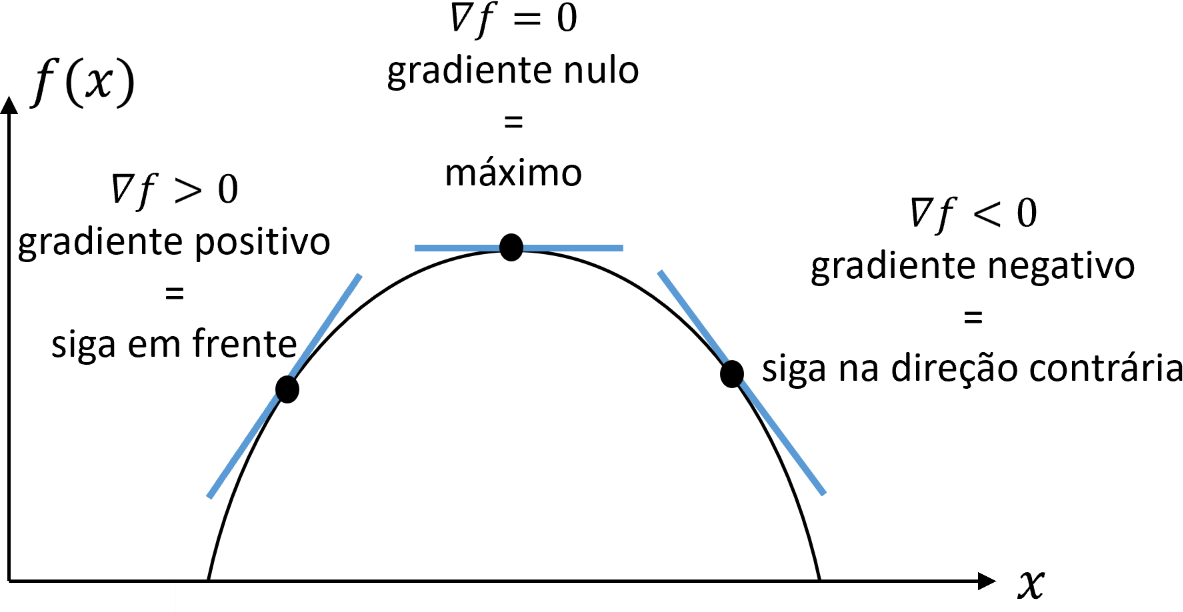 ∇f = 0
gradiente nulo
=
máximo
f(x)
∇f > 0
gradiente positivo
=
siga em frente
∇f < 0
gradiente negativo
=
siga na direção contrária
x